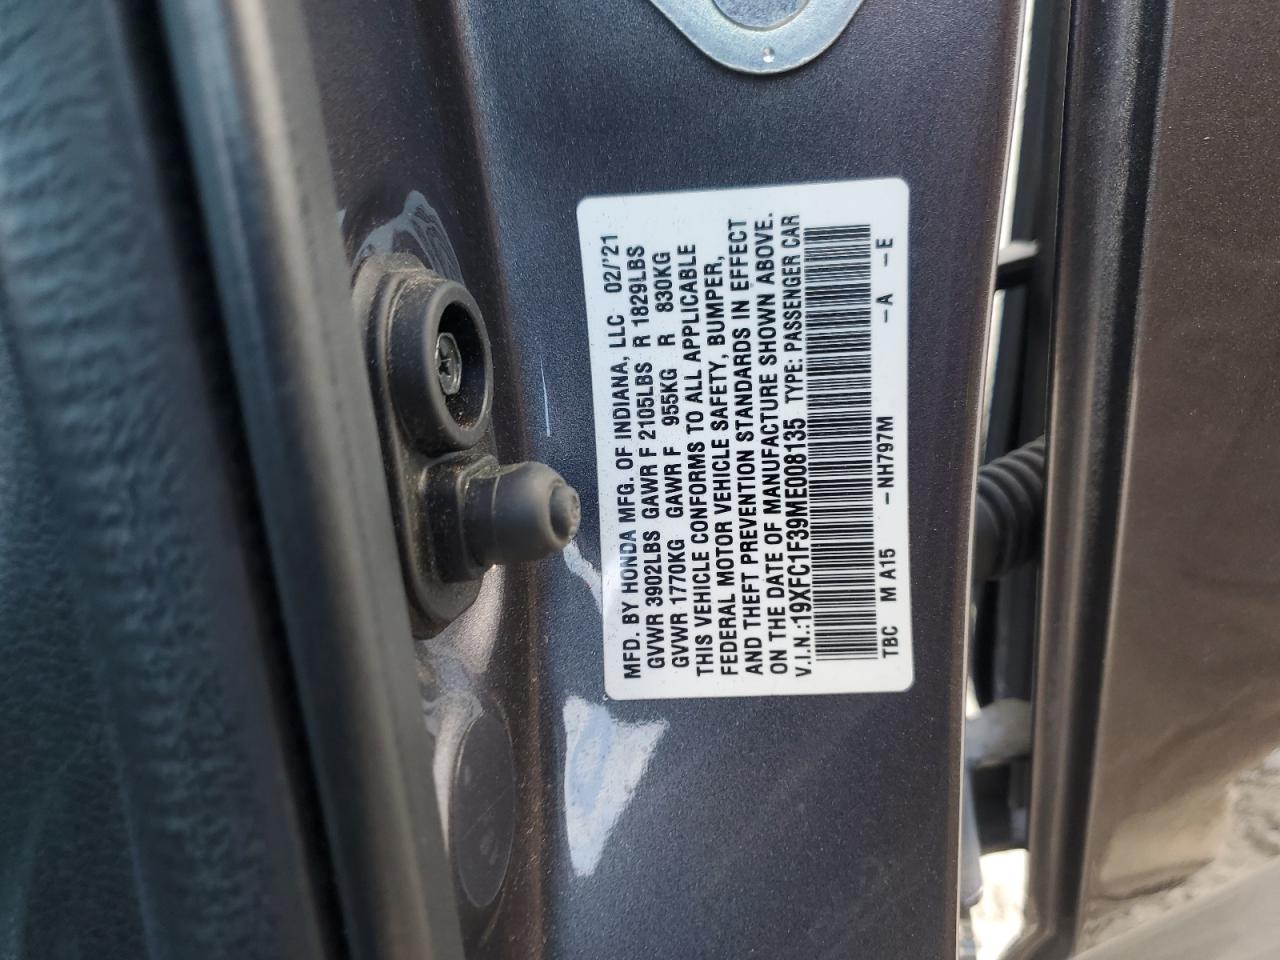 MFD. BY HONDA MFG. OF INDIANA, LLC 02/'21
GVWR 3902LBS GAWR F 2105LBS R 1829LBS
GVWR 1770KG GAWR F 955KG R 830KG
THIS VEHICLE CONFORMS TO ALL APPLICABLE
FEDERAL MOTOR VEHICLE SAFETY, BUMPER,
AND THEFT PREVENTION STANDARDS IN EFFECT
ON THE DATE OF MANUFACTURE SHOWN ABOVE.
V.I.N.:19XFC1F39ME008135 TYPE: PASSENGER CAR
TBC M A15 -NH797M -A -E